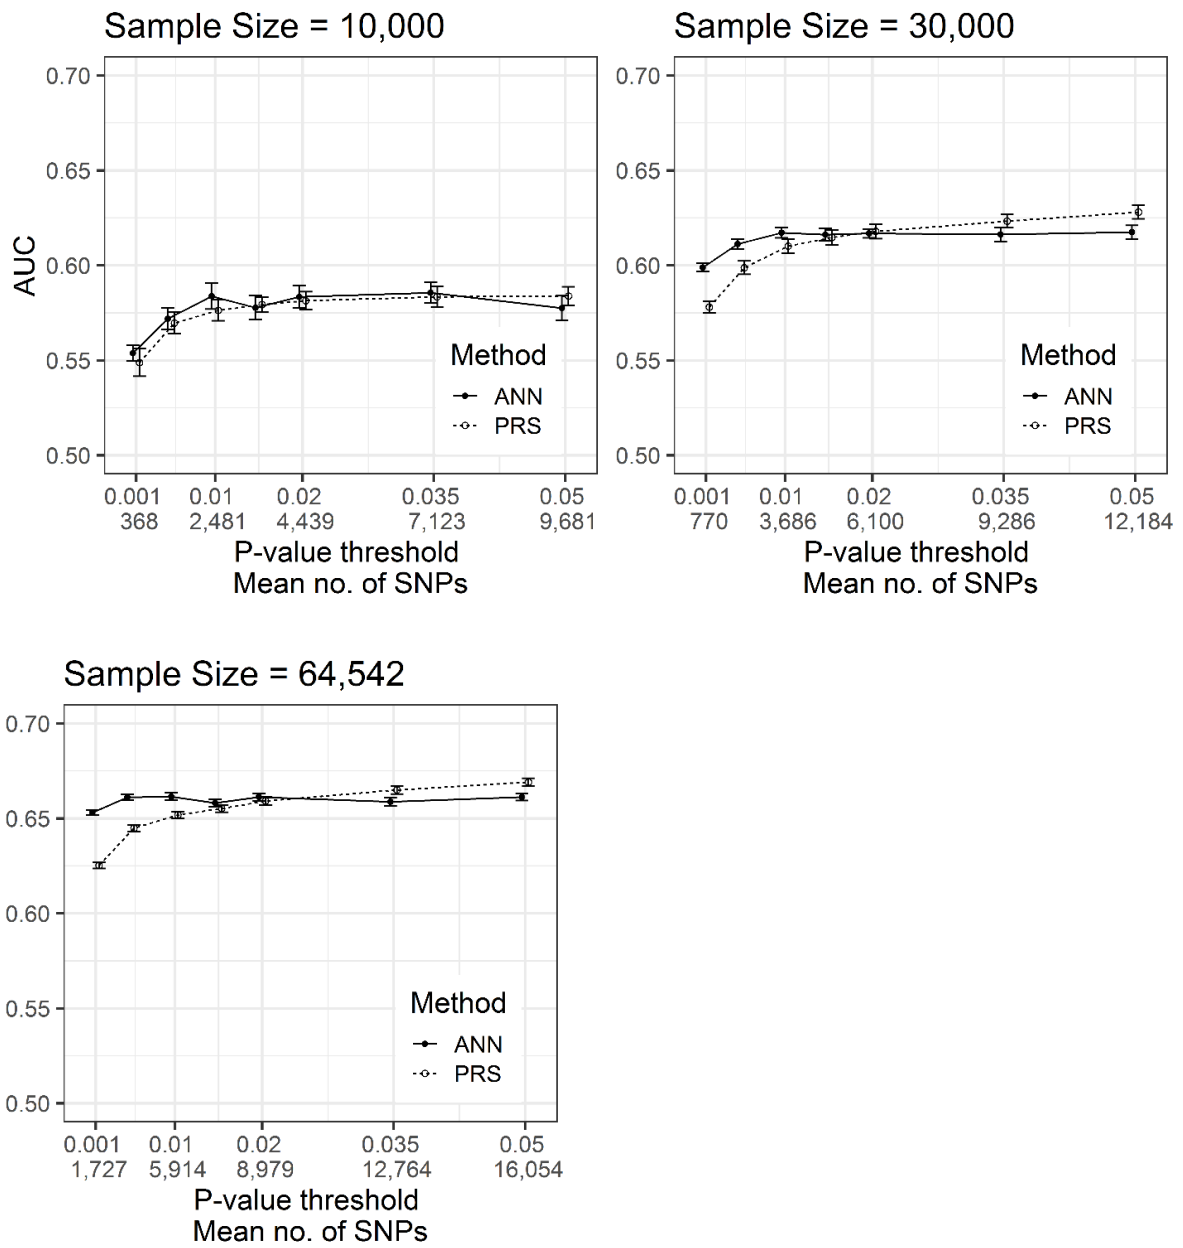 Sample Size = 10,000
0.70
0.65
0.60
0.55
0.50
AUC
Method
ANN
PRS
0.001 0.01 0.02 0.035 0.05
368 2,481 4,439 7,123 9,681
P-value threshold
Mean no. of SNPs
Sample Size = 30,000
0.70
0.65
0.60
0.55
0.50
Method
ANN
PRS
0.001 0.01 0.02 0.035 0.05
770 3,686 6,100 9,286 12,184
P-value threshold
Mean no. of SNPs
Sample Size = 64,542
0.70
0.65
0.60
0.55
0.50
Method
ANN
PRS
0.001 0.01 0.02 0.035 0.05
1,727 5,914 8,979 12,764 16,054
P-value threshold
Mean no. of SNPs